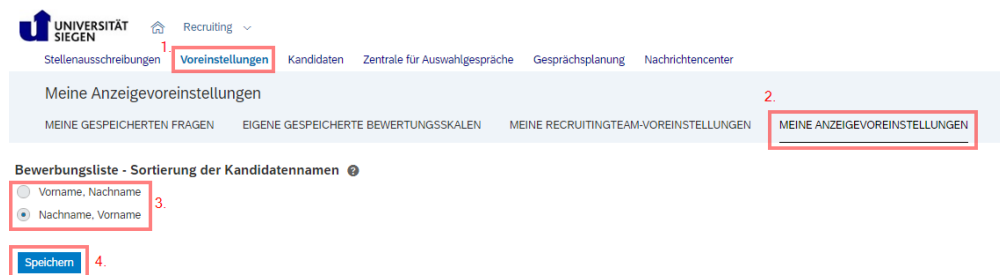 UNIVERSITÄT
SIEGEN
Recruiting
1.
Stellenausschreibungen Voreinstellungen Kandidaten Zentrale für Auswahlgespräche Gesprächsplanung Nachrichtencenter
Meine Anzeigevoreinstellungen
2.
MEINE GESPEICHERTEN FRAGEN EIGENE GESPEICHERTE BEWERTUNGSSKALEN MEINE RECRUITINGTEAM-VOREINSTELLUNGEN MEINE ANZEIGEVOREINSTELLUNGEN
Bewerbungsliste - Sortierung der Kandidatennamen ?
Vorname, Nachname
3.
Nachname, Vorname
Speichern 4.